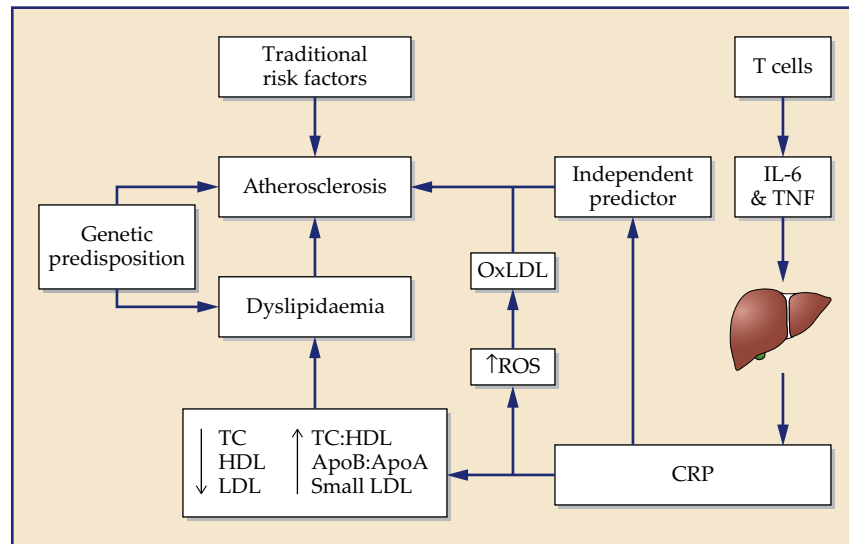 Traditional
risk factors
T cells
Atherosclerosis
Independent
predictor
IL-6
& TNF
Genetic
predisposition
OxLDL
Dyslipidaemia
↑ROS
↓ TC
HDL
LDL
↑ TC:HDL
ApoB:ApoA
Small LDL
CRP